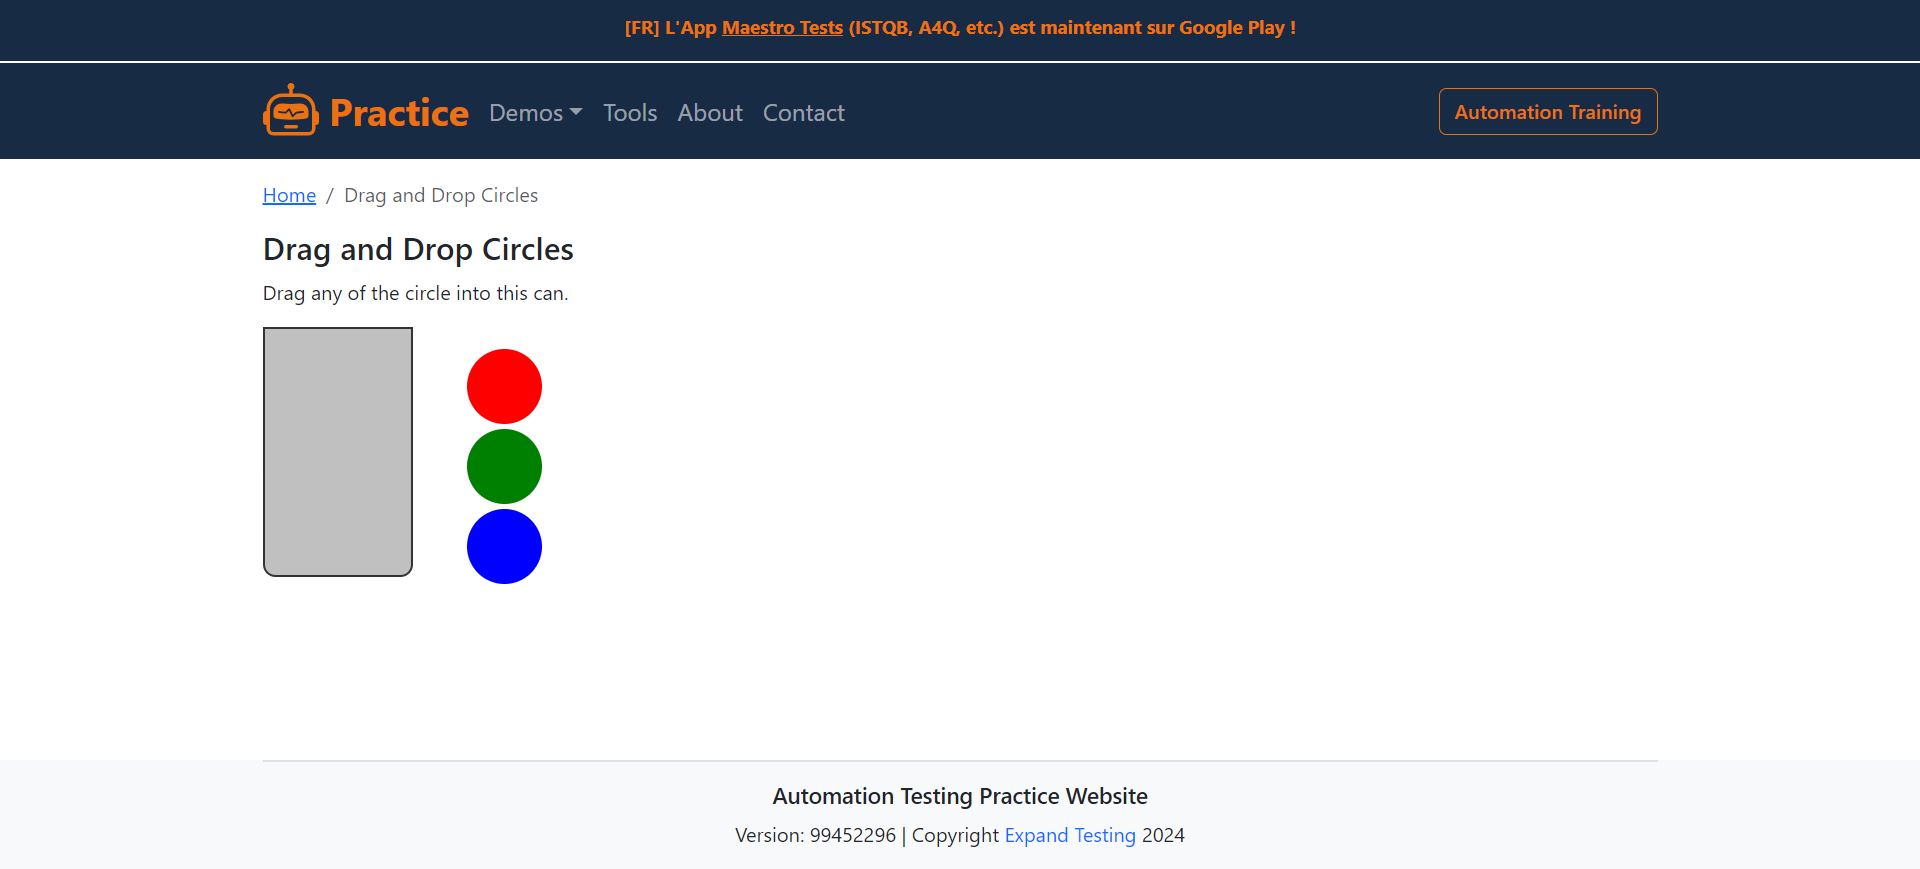 [FR] L'App Maestro Tests (ISTQB, A4Q, etc.) est maintenant sur Google Play !
Practice Demos Tools About Contact Automation Training
Home / Drag and Drop Circles
Drag and Drop Circles
Drag any of the circle into this can.
Automation Testing Practice Website
Version: 99452296 | Copyright Expand Testing 2024